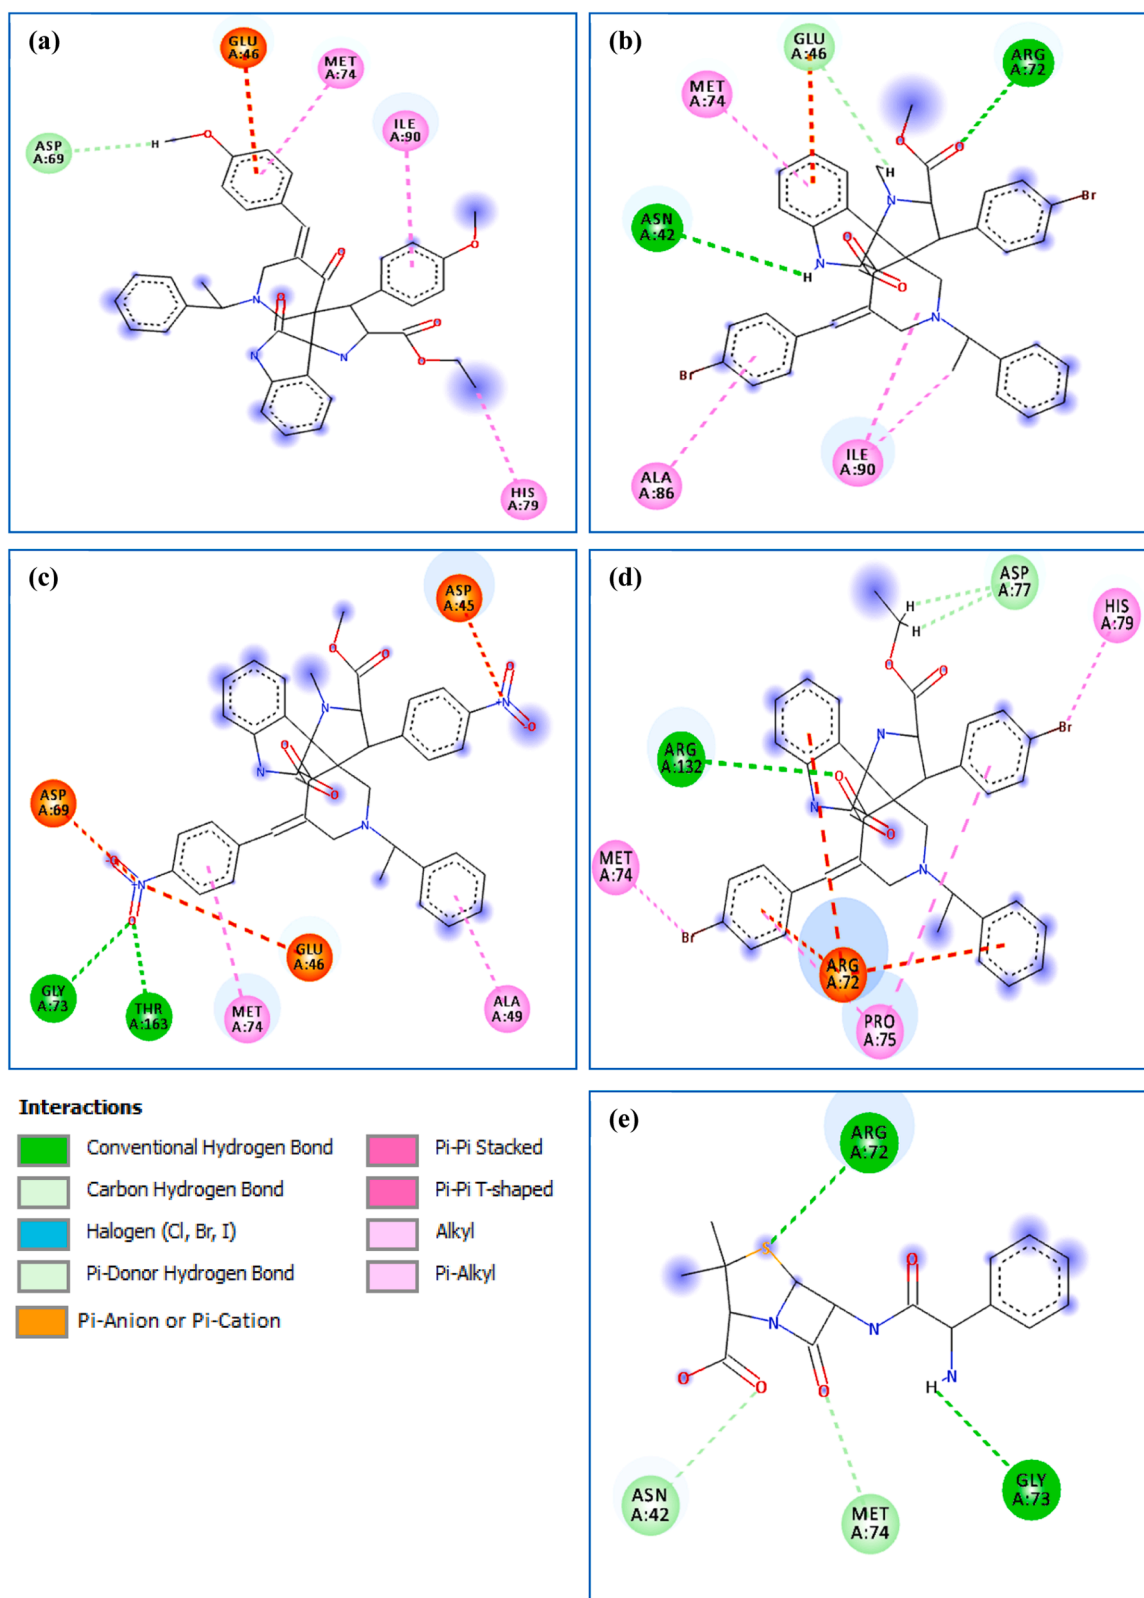 (a)
GLU
A:46
MET
A:74
ILE
A:90
ASP
A:69
H
O
O
O
N
O
O
O
N
N
HIS
A:79
(b)
GLU
A:46
ARG
A:72
MET
A:74
ASN
A:42
H
O
O
N
Br
O
N
H
O
N
Br
ALA
A:86
ILE
A:90
(c)
ASP
A:45
O
O
O
N
+N
-O
O
N
O
N
ASP
A:69
-O
+N
O
GLU
A:46
GLY
A:73
THR
A:163
MET
A:74
ALA
A:49
(d)
ASP
A:77
HIS
A:79
H
H
O
O
N
Br
ARG
A:132
O
N
O
N
MET
A:74
Br
ARG
A:72
PRO
A:75
Interactions
Conventional Hydrogen Bond
Carbon Hydrogen Bond
Halogen (Cl, Br, I)
Pi-Donor Hydrogen Bond
Pi-Anion or Pi-Cation
Pi-Pi Stacked
Pi-Pi T-shaped
Alkyl
Pi-Alkyl
(e)
ARG
A:72
S
O
N
N
O
O
O
H
N
ASN
A:42
MET
A:74
GLY
A:73